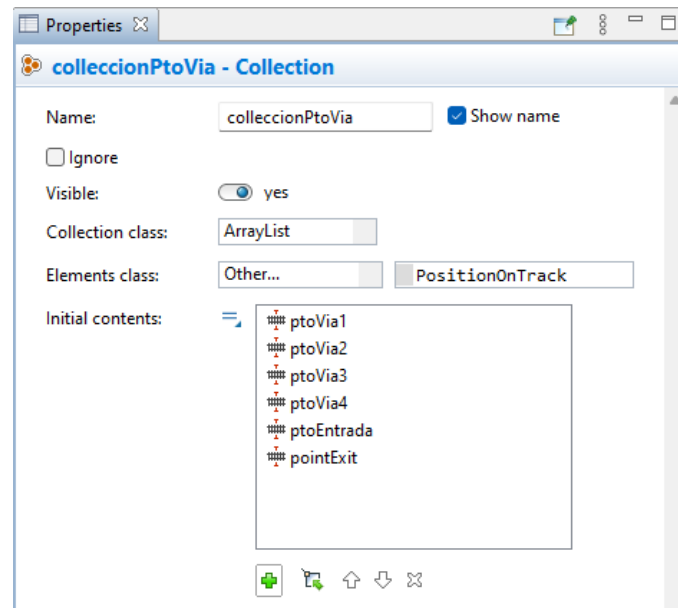 Properties
colleccionPtoVia - Collection
Name: colleccionPtoVia Show name
Ignore
Visible: yes
Collection class: ArrayList
Elements class: Other... PositionOnTrack
Initial contents: ptoVia1
ptoVia2
ptoVia3
ptoVia4
ptoEntrada
pointExit